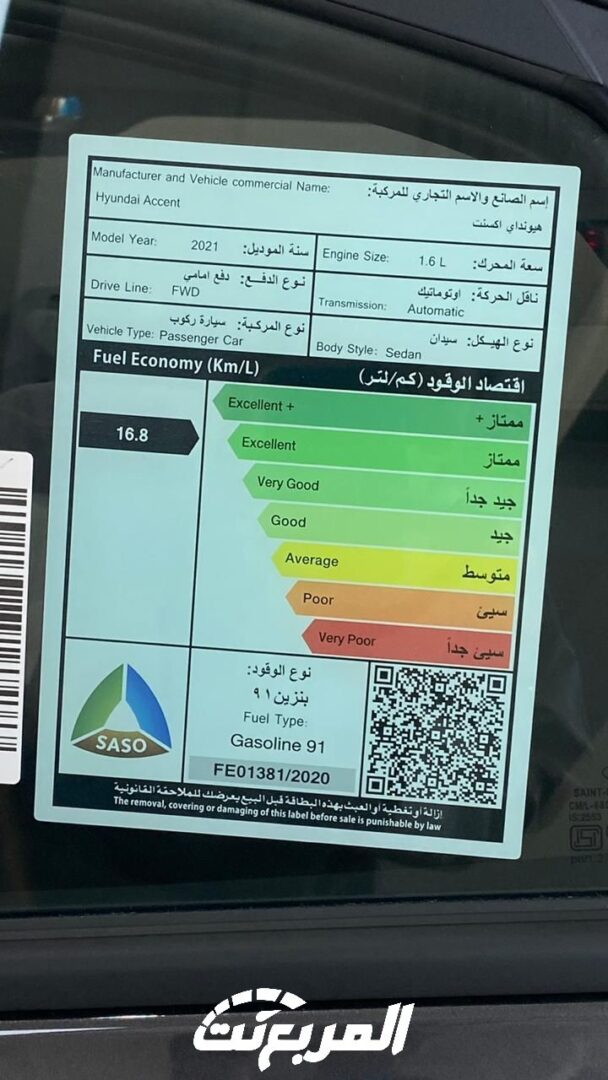 Manufacturer and Vehicle commercial Name: إسم الصانع والاسم التجاري للمركبة:
Hyundai Accent هيونداي اكسنت
Model Year: 2021 سنة الموديل:
Engine Size: 1.6 L سعة المحرك:
Drive Line: FWD نوع الدفع: دفع امامي
Transmission: Automatic ناقل الحركة: اوتوماتيك
Vehicle Type: Passenger Car نوع المركبة: سيارة ركوب
Body Style: Sedan نوع الهيكل: سيدان
Fuel Economy (Km/L) اقتصاد الوقود (كم/لتر)
16.8
Excellent + ممتاز +
Excellent ممتاز
Very Good جيد جداً
Good جيد
Average متوسط
Poor سيئ
Very Poor سيئ جداً
SASO
نوع الوقود:
بنزين ٩١
Fuel Type:
Gasoline 91
FE01381/2020
إزالة أو تغطية أو العبث بهذه البطاقة قبل البيع يعرضك للملاحقة القانونية
The removal, covering or damaging of this label before sale is punishable by law
المربع نت